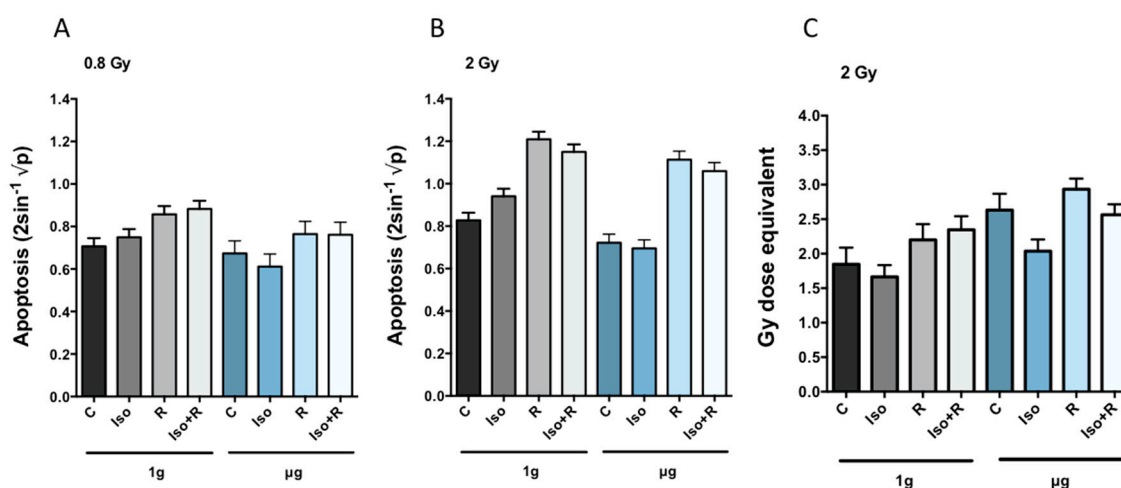 A
0.8 Gy
Apoptosis (2sin⁻¹ √p)
1.4
1.2
1.0
0.8
0.6
0.4
0.2
0.0
C Iso R Iso+R C Iso R Iso+R
1g µg
B
2 Gy
Apoptosis (2sin⁻¹ √p)
1.4
1.2
1.0
0.8
0.6
0.4
0.2
0.0
C Iso R Iso+R C Iso R Iso+R
1g µg
C
2 Gy
Gy dose equivalent
4.0
3.5
3.0
2.5
2.0
1.5
1.0
0.5
0.0
C Iso R Iso+R C Iso R Iso+R
1g µg